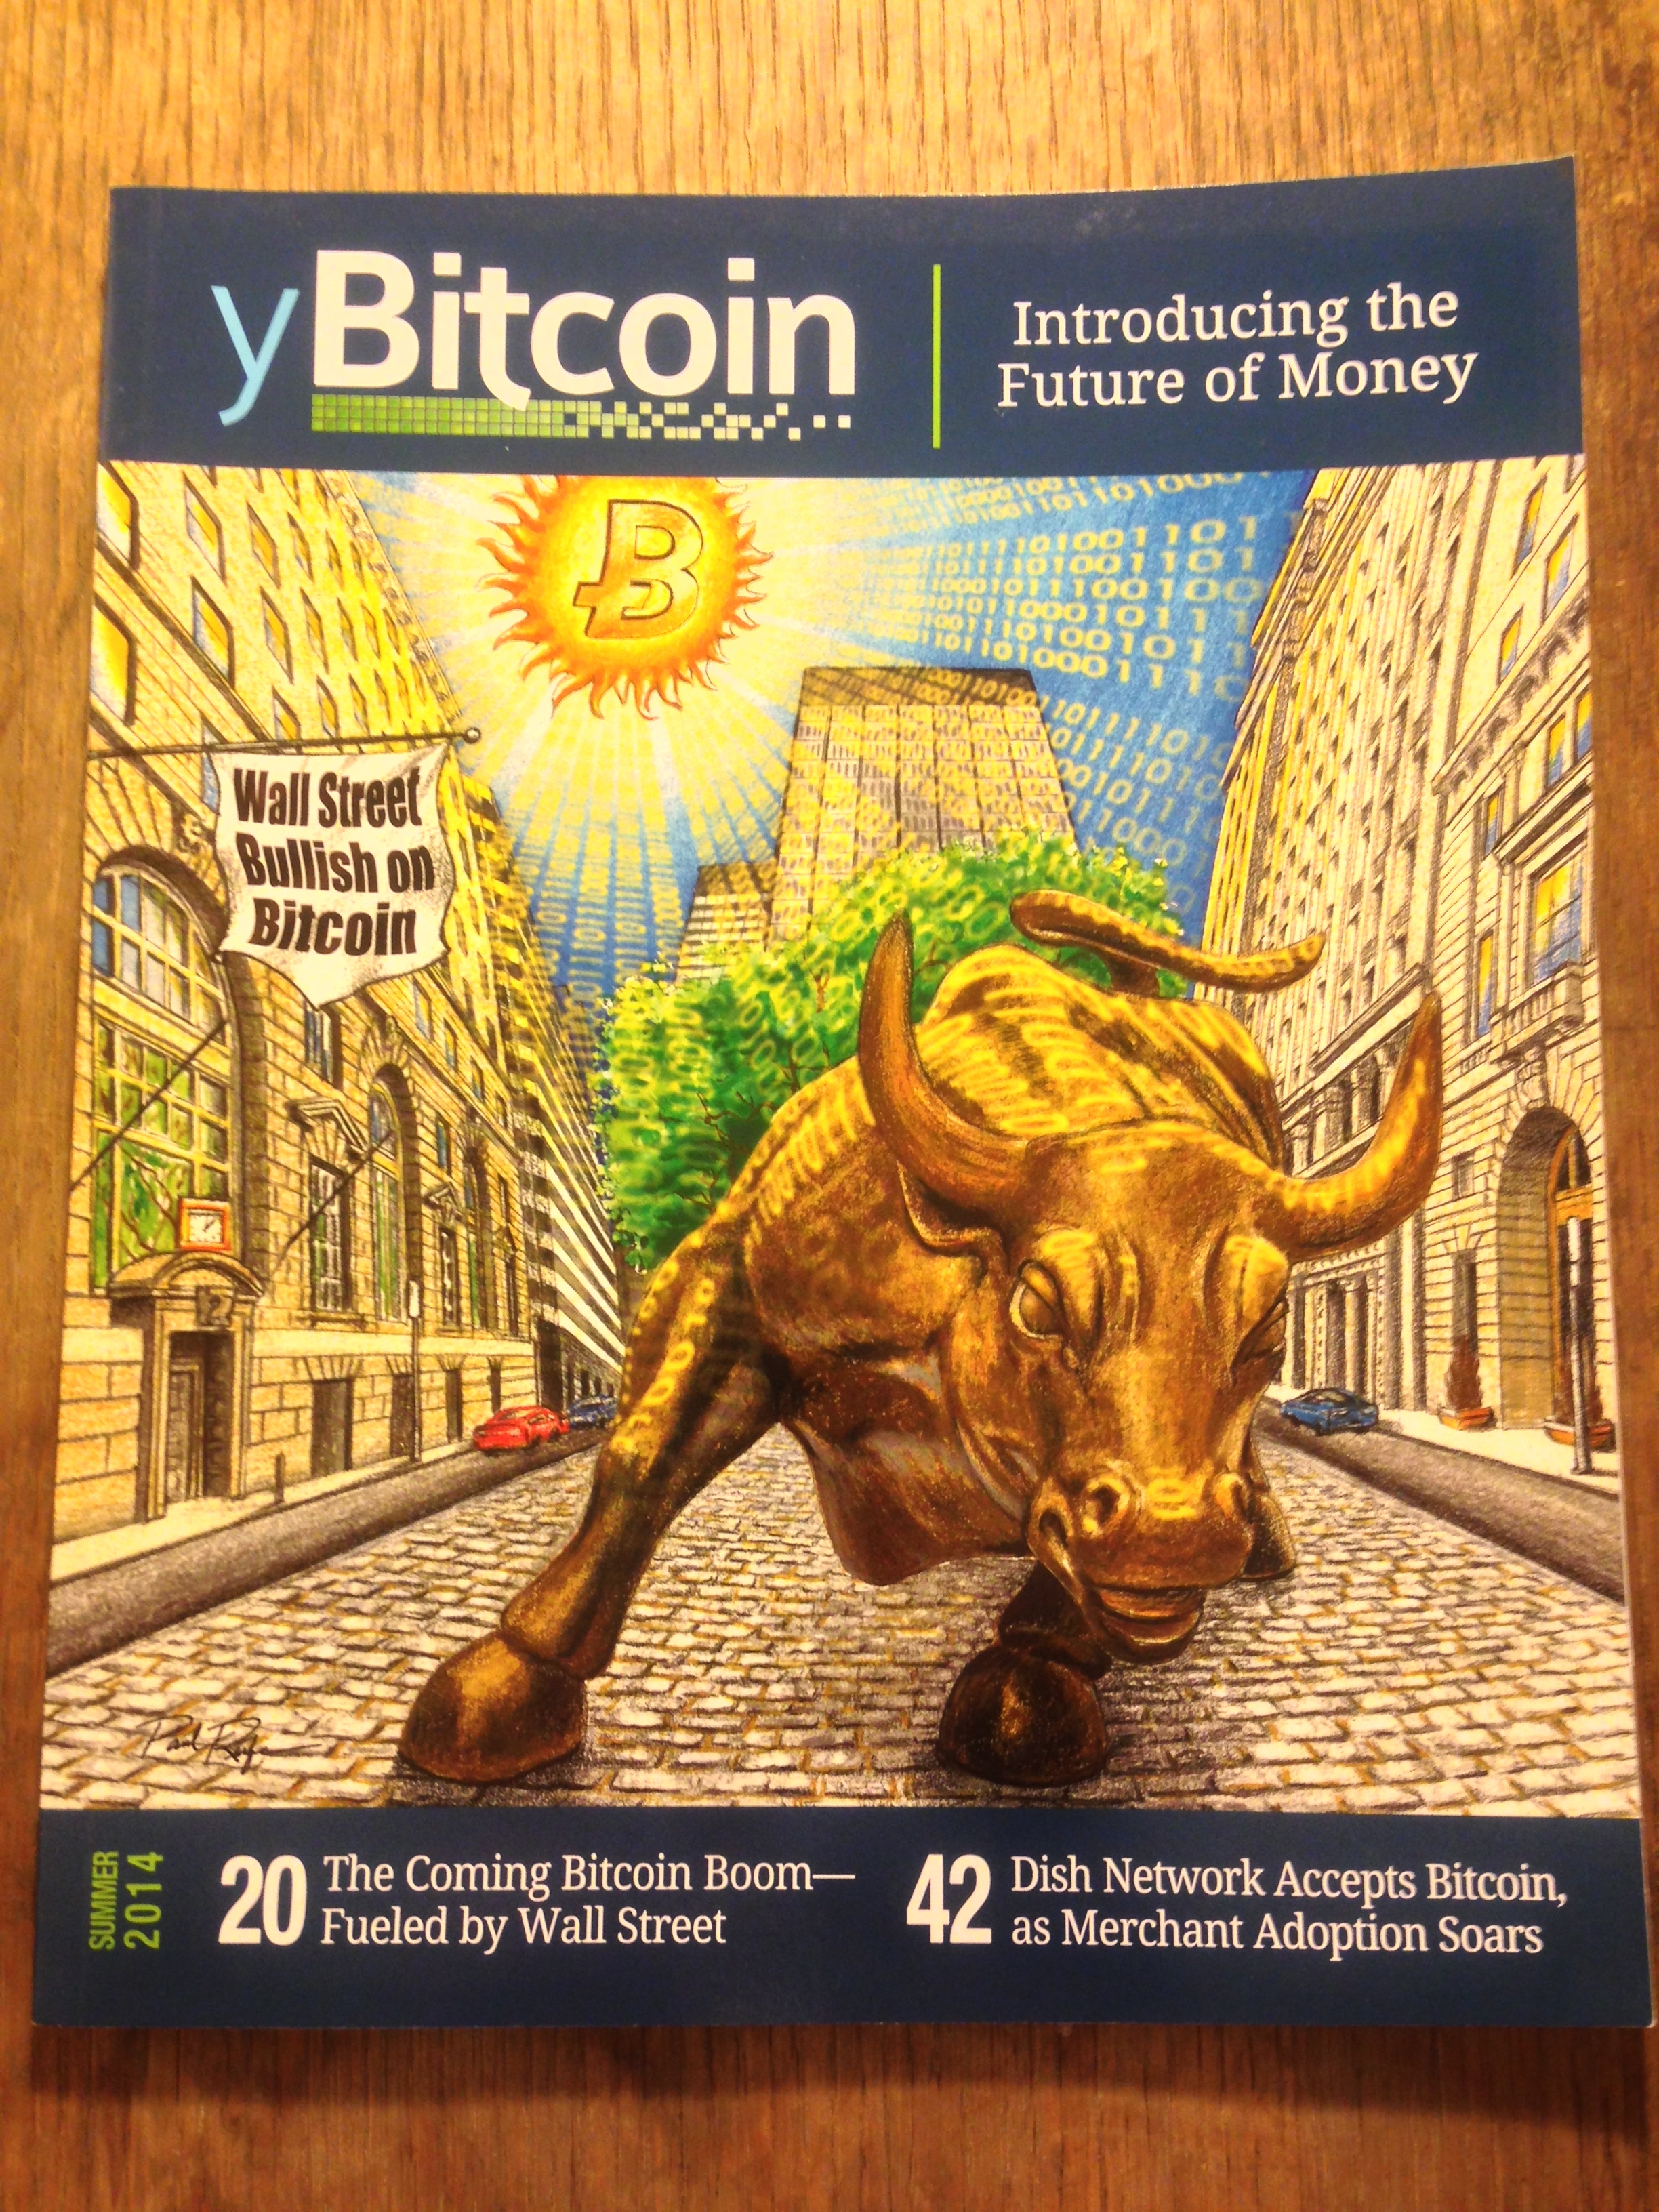 yBitcoin
Introducing the
Future of Money
Wall Street
Bullish on
Bitcoin
SUMMER
2014
20
The Coming Bitcoin Boom—
Fueled by Wall Street
42
Dish Network Accepts Bitcoin,
as Merchant Adoption Soars